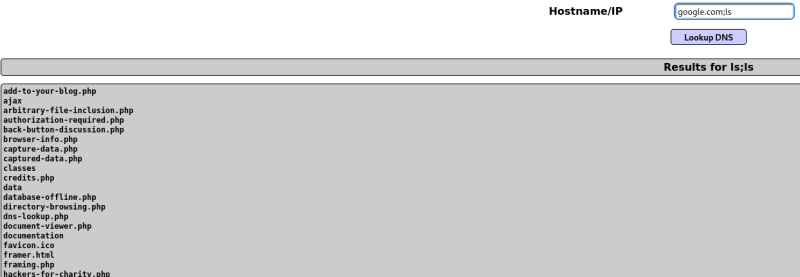 Hostname/IP
google.com;ls
Lookup DNS
Results for ls;ls
add-to-your-blog.php
ajax
arbitrary-file-inclusion.php
authorization-required.php
back-button-discussion.php
browser-info.php
capture-data.php
captured-data.php
classes
credits.php
data
database-offline.php
directory-browsing.php
dns-lookup.php
document-viewer.php
documentation
favicon.ico
framer.html
framing.php
hackers-for-charity.php